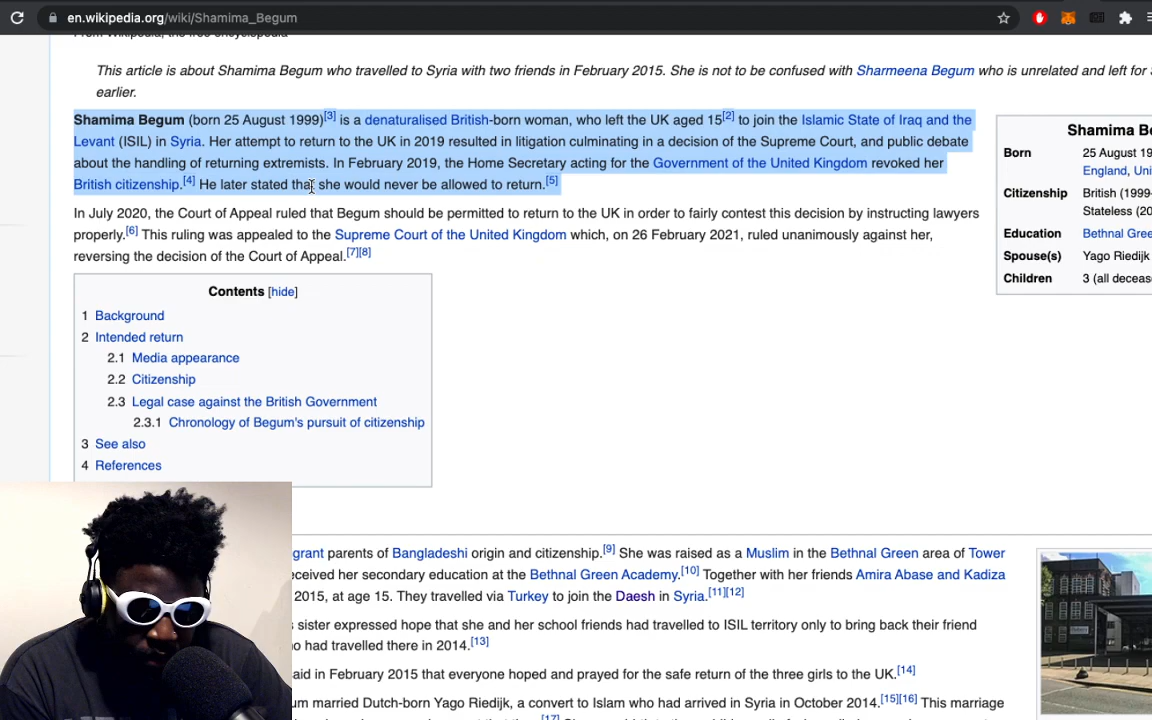 en.wikipedia.org/wiki/Shamima_Begum
This article is about Shamima Begum who travelled to Syria with two friends in February 2015. She is not to be confused with Sharmeena Begum who is unrelated and left for
earlier.
Shamima Begum (born 25 August 1999)[3] is a denaturalised British-born woman, who left the UK aged 15[2] to join the Islamic State of Iraq and the
Levant (ISIL) in Syria. Her attempt to return to the UK in 2019 resulted in litigation culminating in a decision of the Supreme Court, and public debate
about the handling of returning extremists. In February 2019, the Home Secretary acting for the Government of the United Kingdom revoked her
British citizenship.[4] He later stated that she would never be allowed to return.[5]
In July 2020, the Court of Appeal ruled that Begum should be permitted to return to the UK in order to fairly contest this decision by instructing lawyers
properly.[6] This ruling was appealed to the Supreme Court of the United Kingdom which, on 26 February 2021, ruled unanimously against her,
reversing the decision of the Court of Appeal.[7][8]
Shamima Be
Born 25 August 19
England, Uni
Citizenship British (1999-
Stateless (20
Education Bethnal Gree
Spouse(s) Yago Riedijk
Children 3 (all deceas
Contents [hide]
1 Background
2 Intended return
2.1 Media appearance
2.2 Citizenship
2.3 Legal case against the British Government
2.3.1 Chronology of Begum's pursuit of citizenship
3 See also
4 References
grant parents of Bangladeshi origin and citizenship.[9] She was raised as a Muslim in the Bethnal Green area of Tower
eceived her secondary education at the Bethnal Green Academy.[10] Together with her friends Amira Abase and Kadiza
2015, at age 15. They travelled via Turkey to join the Daesh in Syria.[11][12]
s sister expressed hope that she and her school friends had travelled to ISIL territory only to bring back their friend
o had travelled there in 2014.[13]
aid in February 2015 that everyone hoped and prayed for the safe return of the three girls to the UK.[14]
um married Dutch-born Yago Riedijk, a convert to Islam who had arrived in Syria in October 2014.[15][16] This marriage
[17]